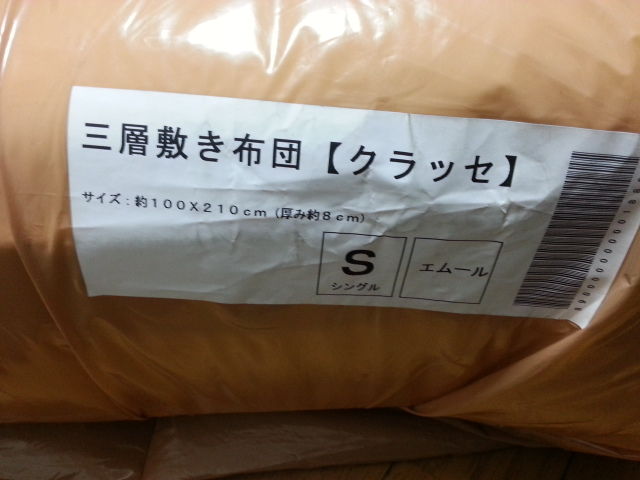 三層敷き布団【クラッセ】
サイズ:約100X210cm(厚み約8cm)
S
シングル
エムール